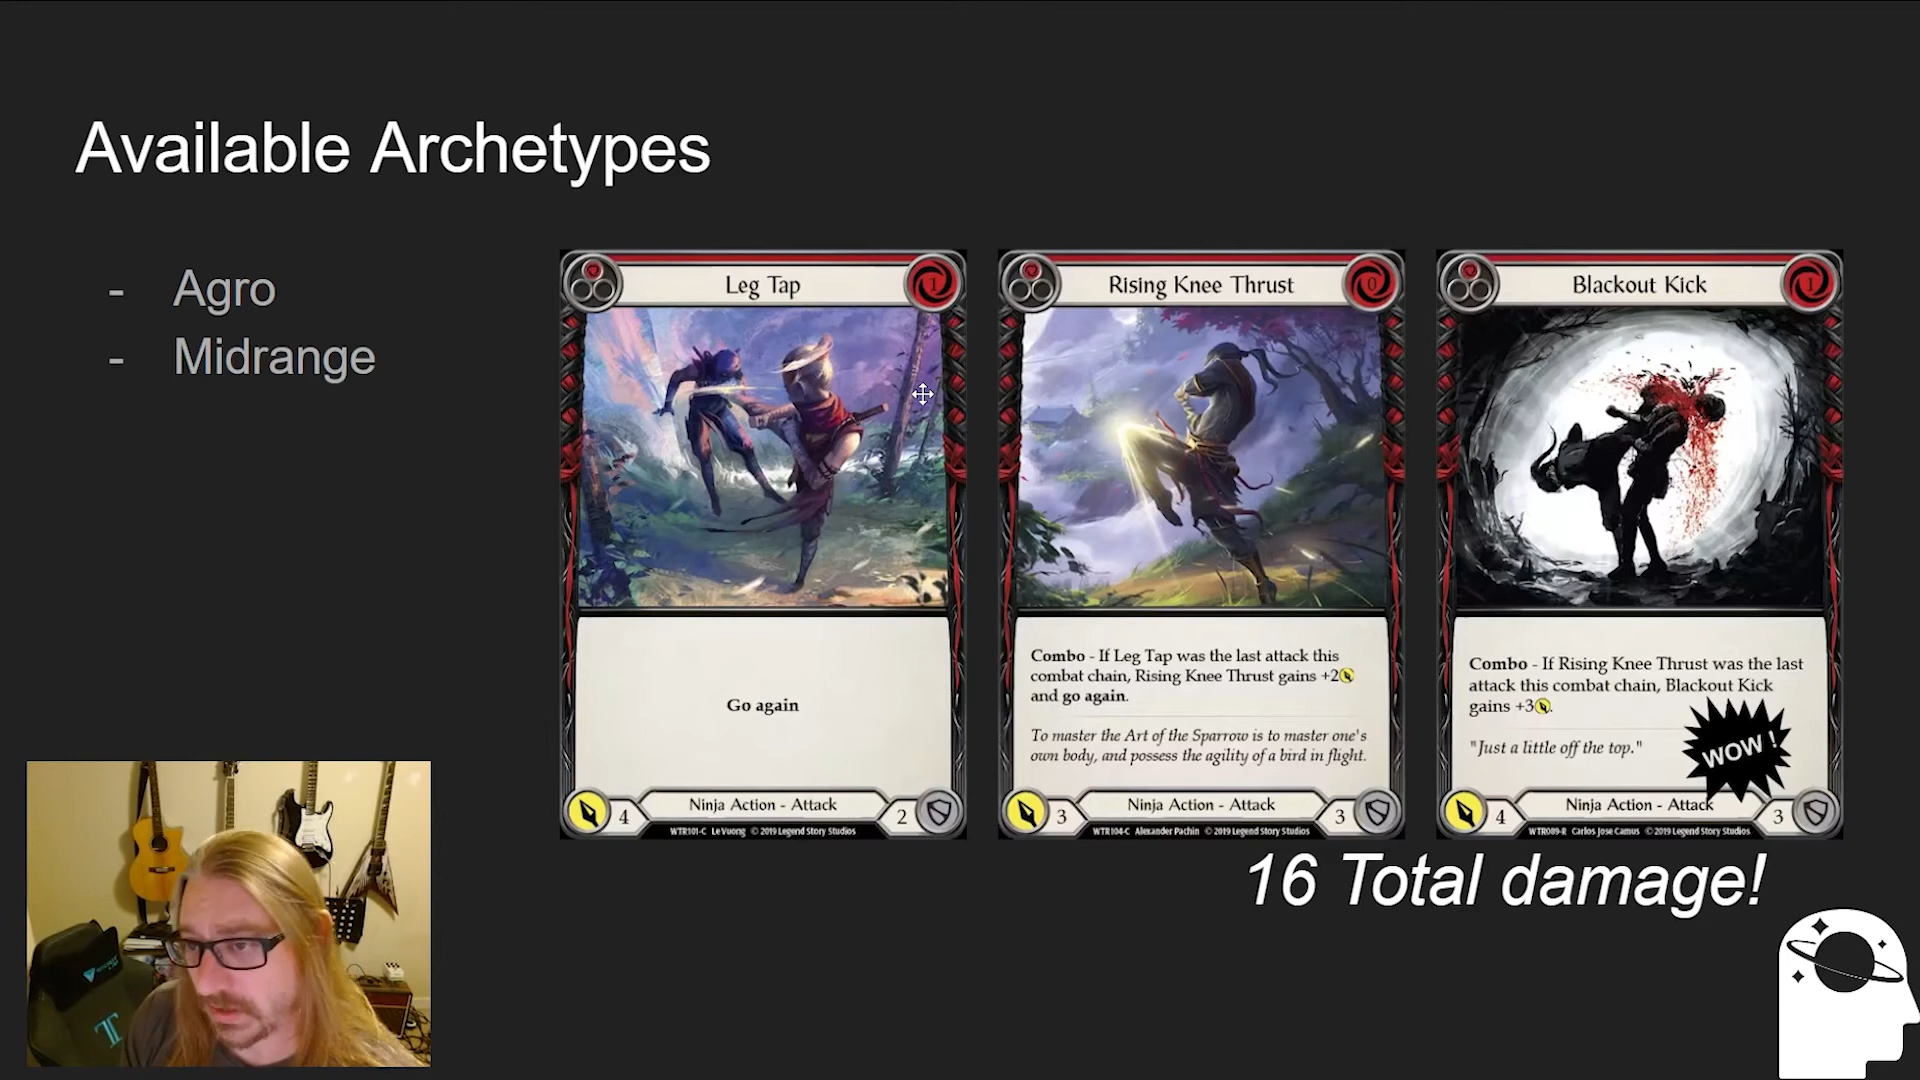 Available Archetypes
- Agro
- Midrange
Leg Tap
1
Go again
4
Ninja Action - Attack
2
WTR101-C Le Vuong © 2019 Legend Story Studios
Rising Knee Thrust
0
Combo - If Leg Tap was the last attack this
combat chain, Rising Knee Thrust gains +2
and go again.
To master the Art of the Sparrow is to master one's
own body, and possess the agility of a bird in flight.
3
Ninja Action - Attack
3
WTR104-C Alexander Pachin © 2019 Legend Story Studios
Blackout Kick
1
Combo - If Rising Knee Thrust was the last
attack this combat chain, Blackout Kick
gains +3.
"Just a little off the top."
WOW !
4
Ninja Action - Attack
3
WTR089-R Carlos Jose Camus © 2019 Legend Story Studios
16 Total damage!